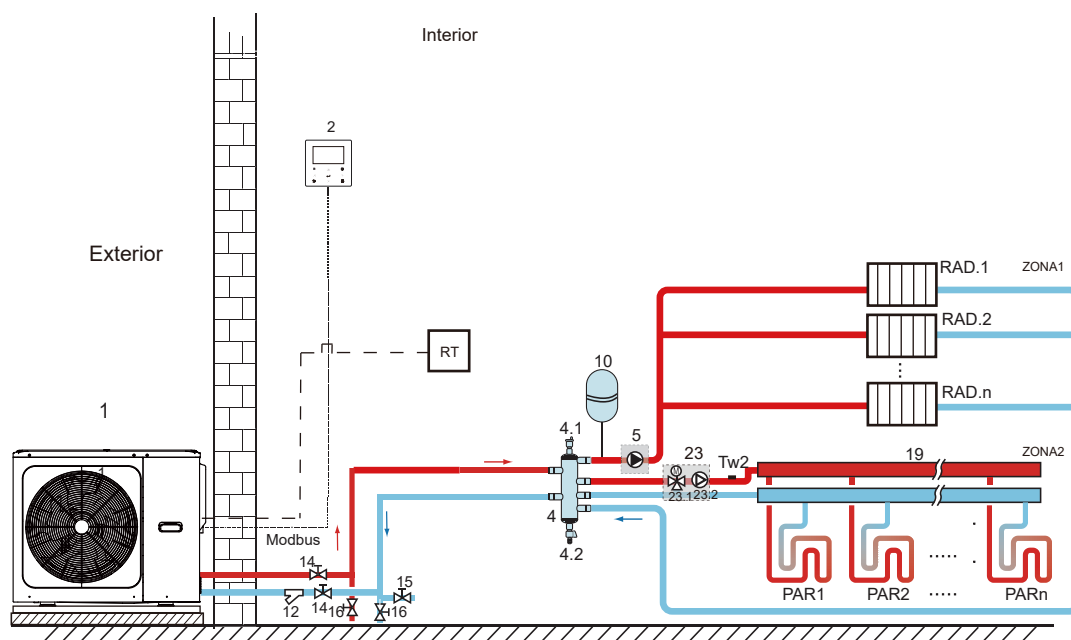 Interior
2
Exterior
RAD.1
ZONA1
RAD.2
RT
10
RAD.n
1
4.1
5
23
Tw2
19
ZONA2
1
M
23.1
23.2
4
Modbus
4.2
14
15
12
14
16
16
PAR1
PAR2
PARn